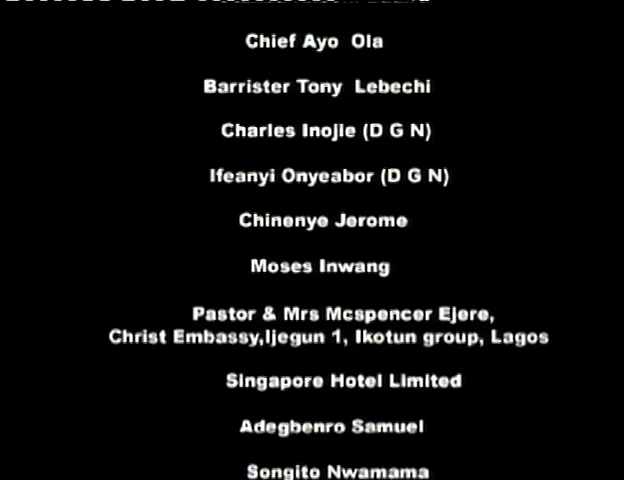 Chief Ayo Ola
Barrister Tony Lebechi
Charles Inojie (D G N)
Ifeanyi Onyeabor (D G N)
Chinenye Jerome
Moses Inwang
Pastor & Mrs Mcspencer Ejere,
Christ Embassy,Ijegun 1, Ikotun group, Lagos
Singapore Hotel Limited
Adegbenro Samuel
Songito Nwamama